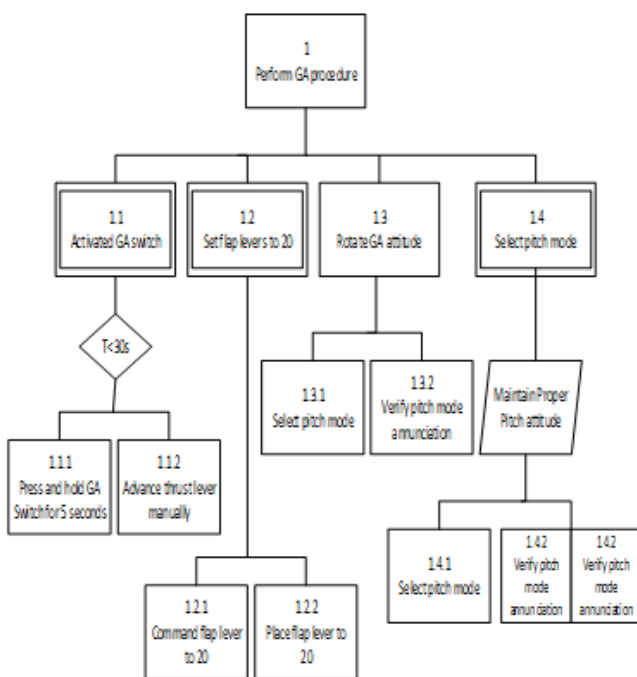 1
Perform GA procedure
1.1
Activated GA switch
1.2
Set flap levers to 20
1.3
Rotate GA attitude
1.4
Select pitch mode
T<30s
1.3.1
Select pitch mode
1.3.2
Verify pitch mode
annunciation
Maintain Proper
Pitch attitude
1.1.1
Press and hold GA
Switch for 5 seconds
1.1.2
Advance thrust lever
manually
1.4.1
Select pitch mode
1.4.2
Verify pitch
mode
annunciation
1.4.2
Verify pitch
mode
annunciation
1.2.1
Command flap lever
to 20
1.2.2
Place flap lever to
20